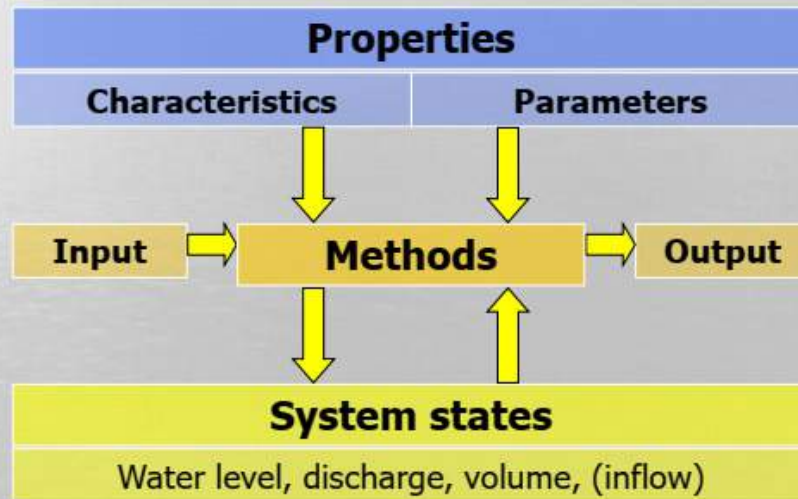 Properties
Characteristics
Parameters
Input
Methods
Output
System states
Water level, discharge, volume, (inflow)